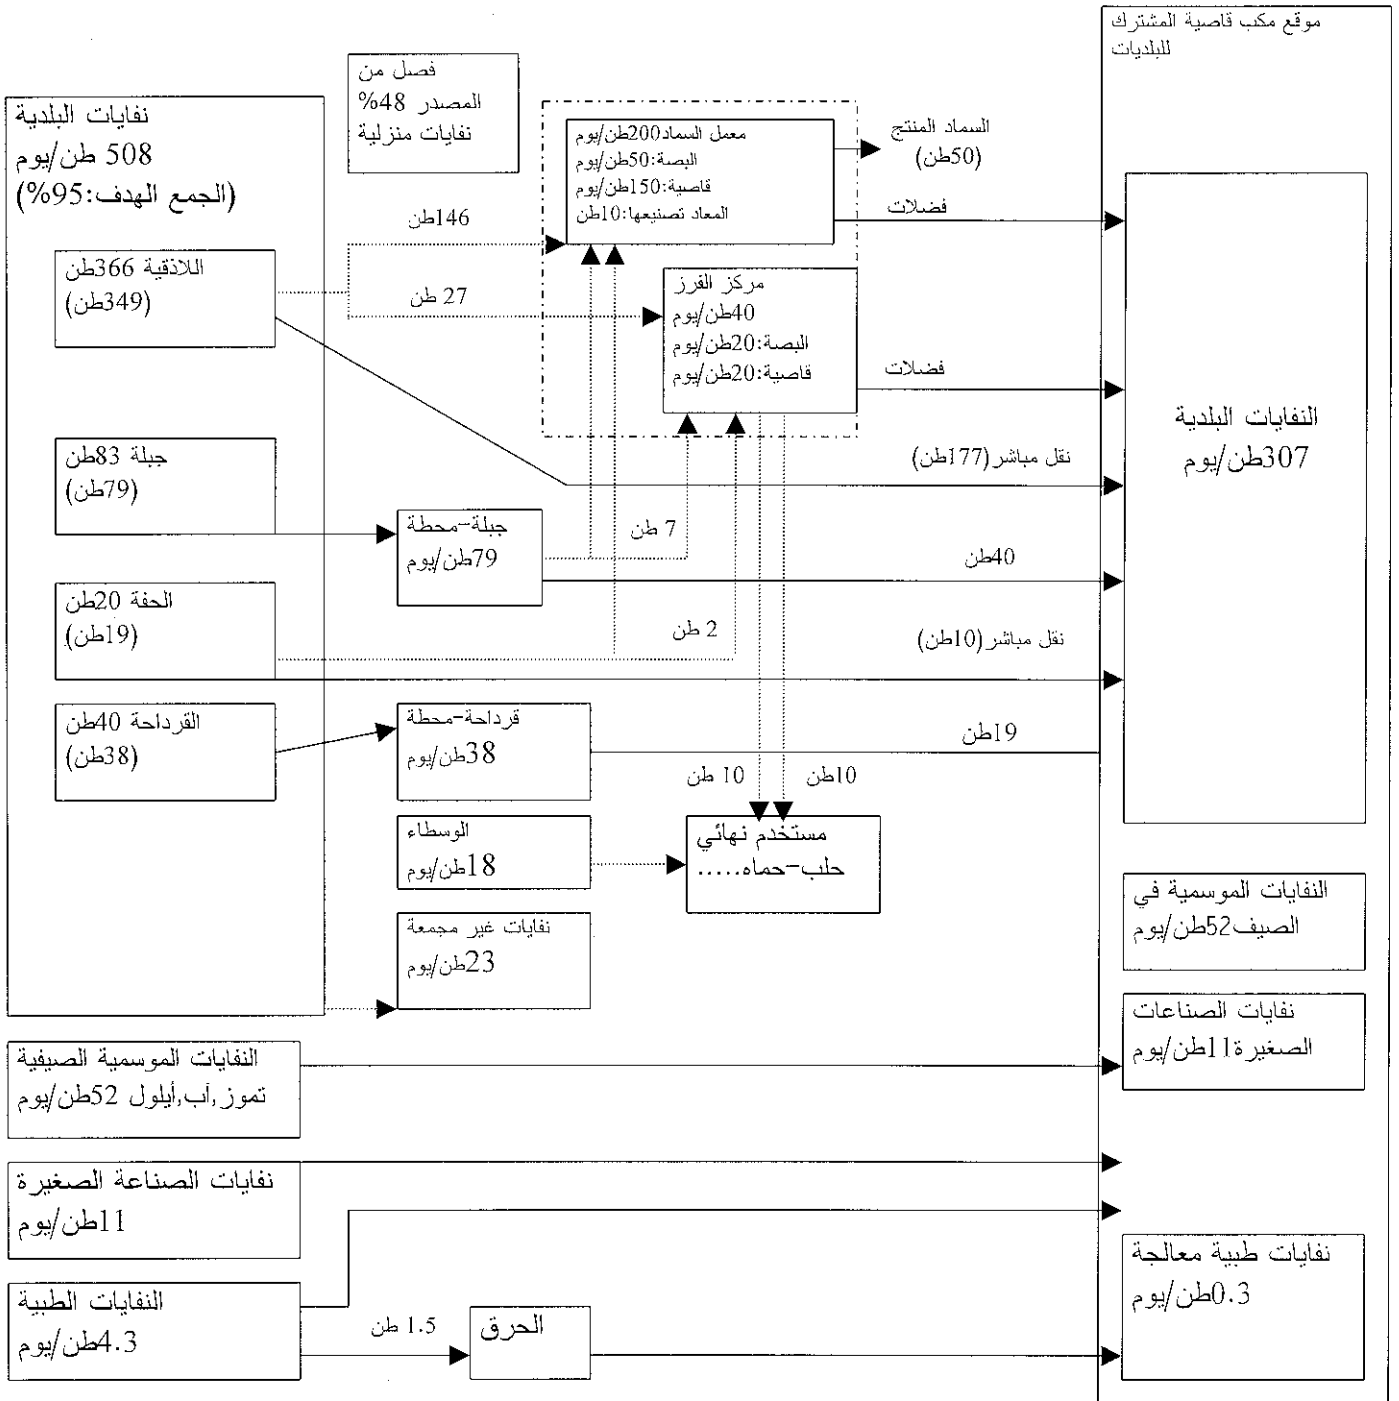 موقع مكب قاصية المشترك
للبلديات
فصل من
المصدر 48%
نفايات منزلية
نفايات البلدية
508 طن/يوم
(الجمع الهدف:95%)
معمل السماد200طن/يوم
البصة:50طن/يوم
قاصية:150طن/يوم
المعاد تصنيعها:10طن
السماد المنتج
(50طن)
فضلات
146طن
اللاذقية 366طن
(349طن)
27 طن
مركز الفرز
40طن/يوم
البصة:20طن/يوم
قاصية:20طن/يوم
فضلات
النفايات البلدية
307طن/يوم
جبلة 83طن
(79طن)
نقل مباشر(177طن)
جبلة-محطة
79طن/يوم
7 طن
40طن
الحفة 20طن
(19طن)
2 طن
نقل مباشر(10طن)
القرداحة 40طن
(38طن)
قرداحة-محطة
38طن/يوم
19طن
10 طن
10طن
الوسطاء
18طن/يوم
مستخدم نهائي
حلب-حماه.....
النفايات الموسمية في
الصيف52طن/يوم
نفايات غير مجمعة
23طن/يوم
نفايات الصناعات
الصغيرة11طن/يوم
النفايات الموسمية الصيفية
تموز,آب,أيلول 52طن/يوم
نفايات الصناعة الصغيرة
11طن/يوم
نفايات طبية معالجة
0.3طن/يوم
النفايات الطبية
4.3طن/يوم
1.5 طن
الحرق